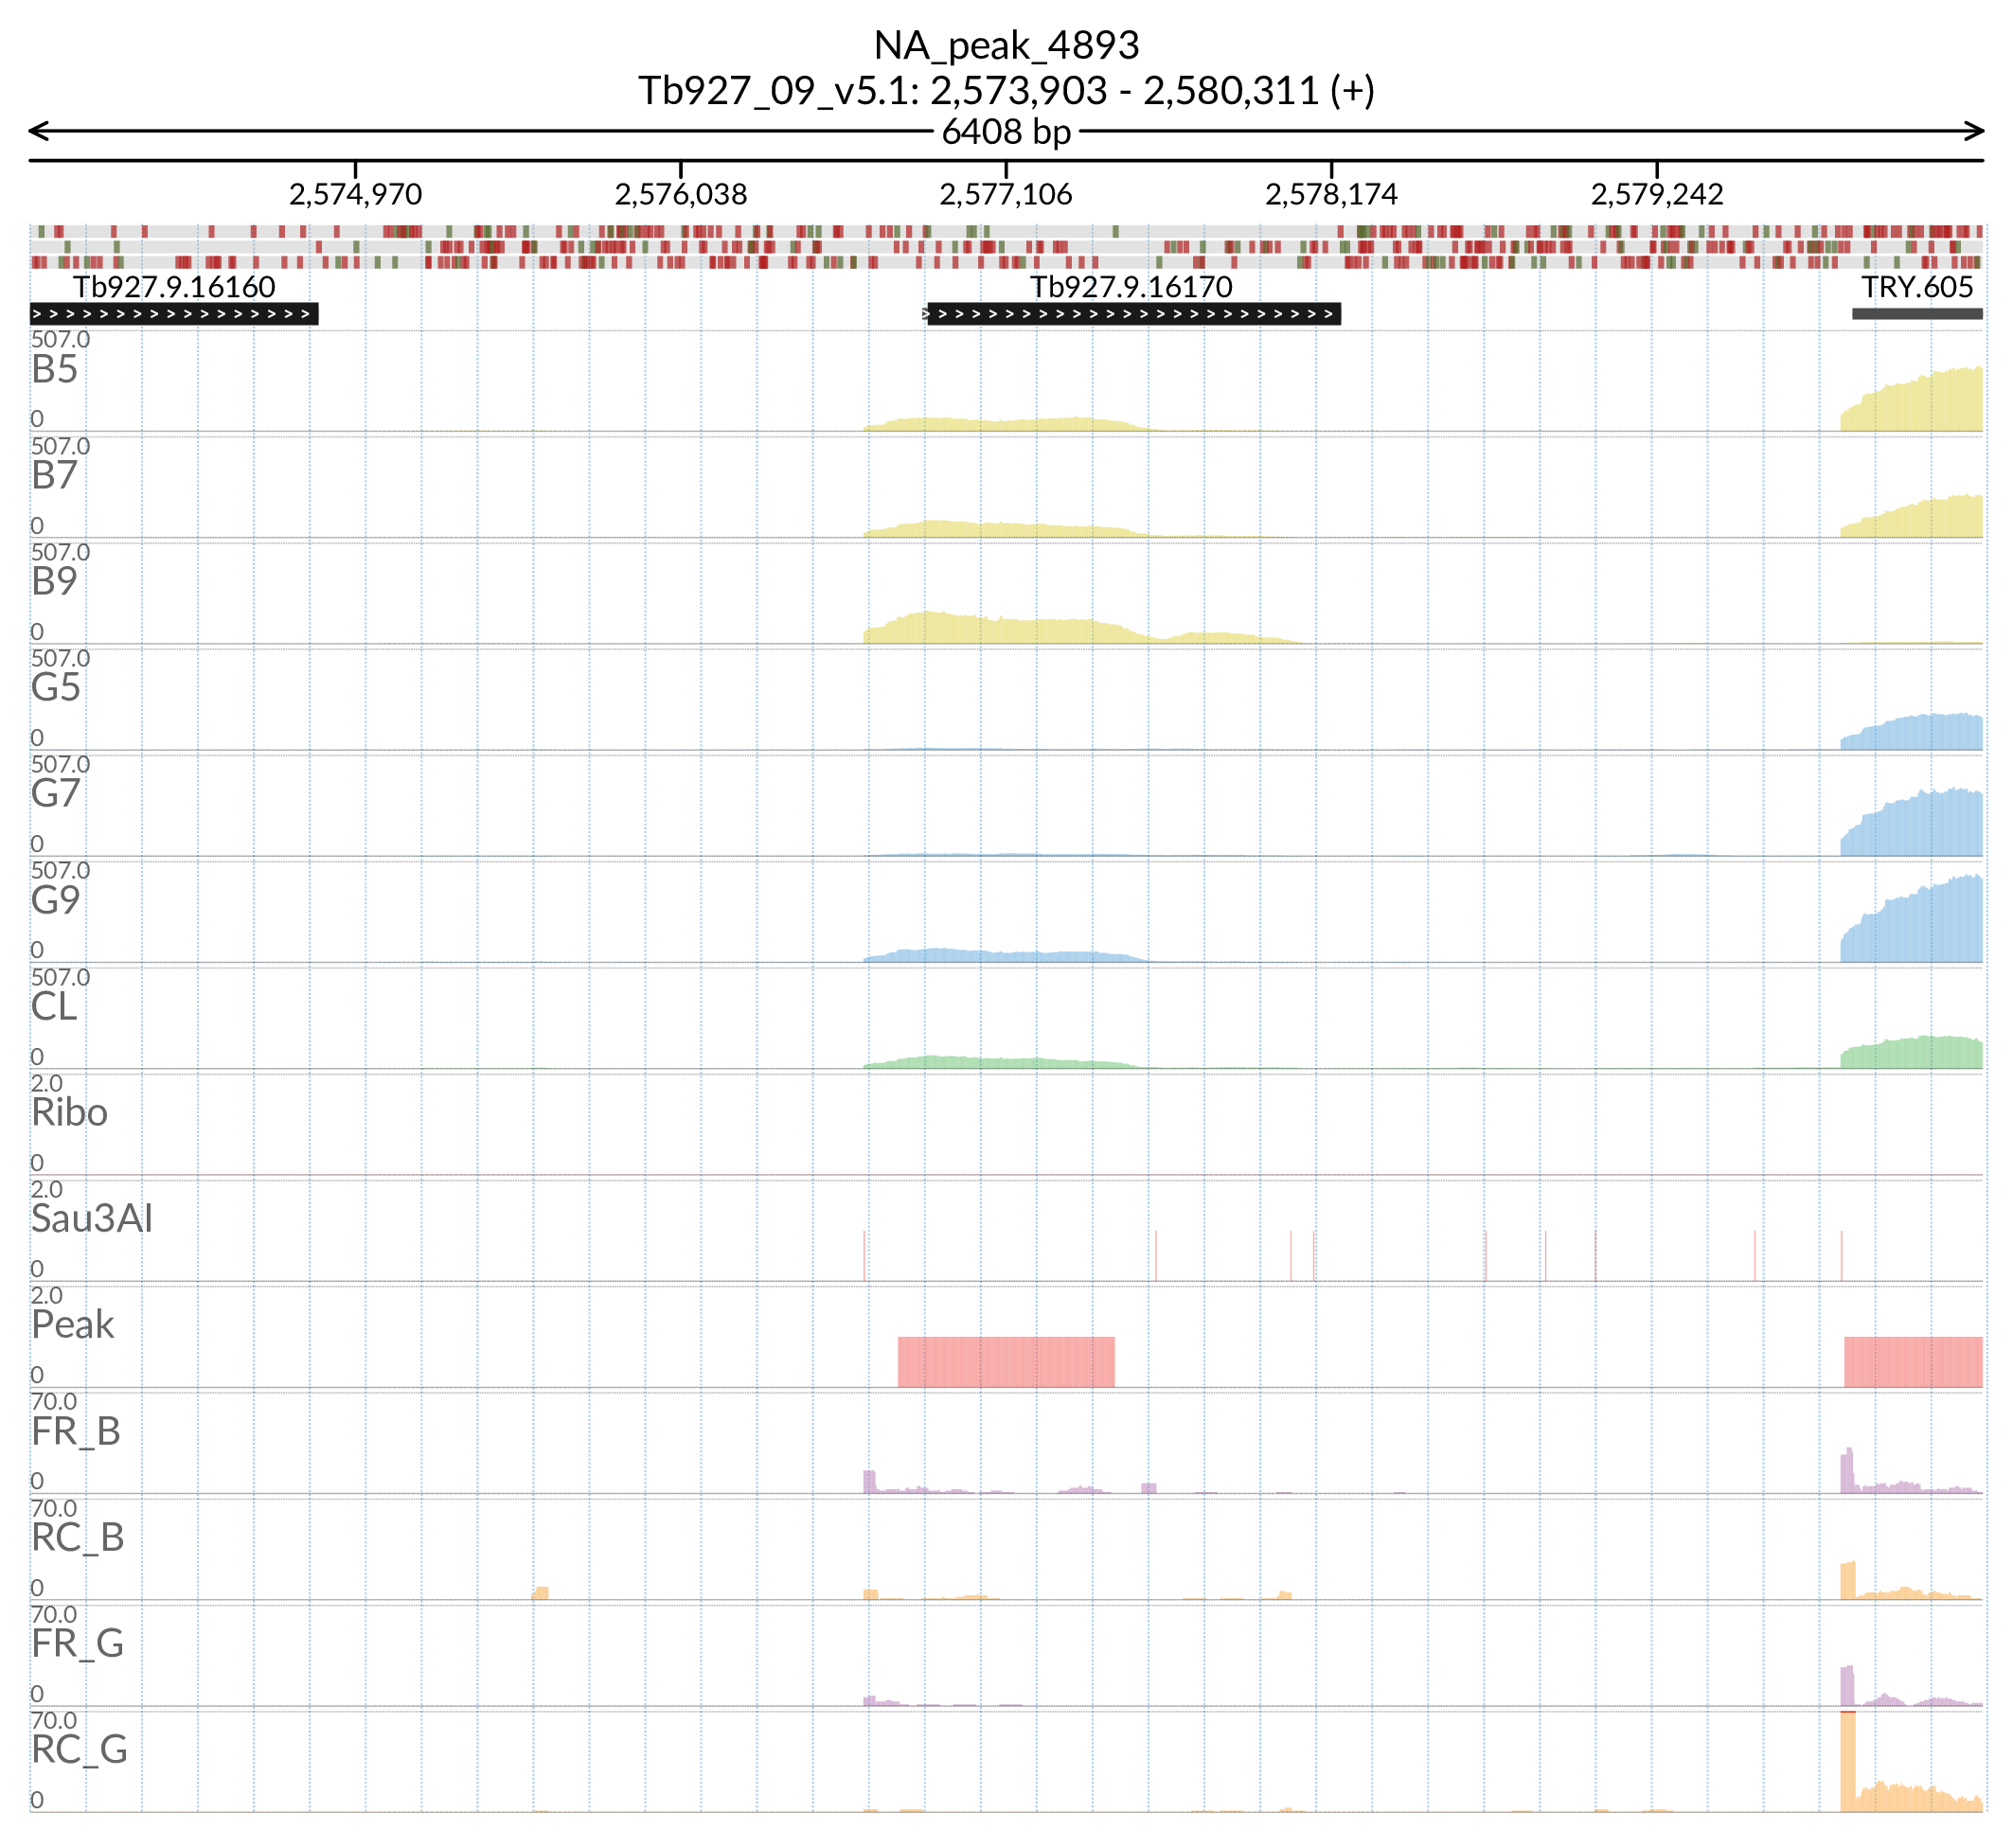 NA_peak_4893
Tb927_09_v5.1: 2,573,903 - 2,580,311 (+)
6408 bp
2,574,970 2,576,038 2,577,106 2,578,174 2,579,242
Tb927.9.16160 Tb927.9.16170 TRY.605
507.0
B5
0
507.0
B7
0
507.0
B9
0
507.0
G5
0
507.0
G7
0
507.0
G9
0
507.0
CL
0
2.0
Ribo
0
2.0
Sau3AI
0
2.0
Peak
0
70.0
FR_B
0
70.0
RC_B
0
70.0
FR_G
0
70.0
RC_G
0